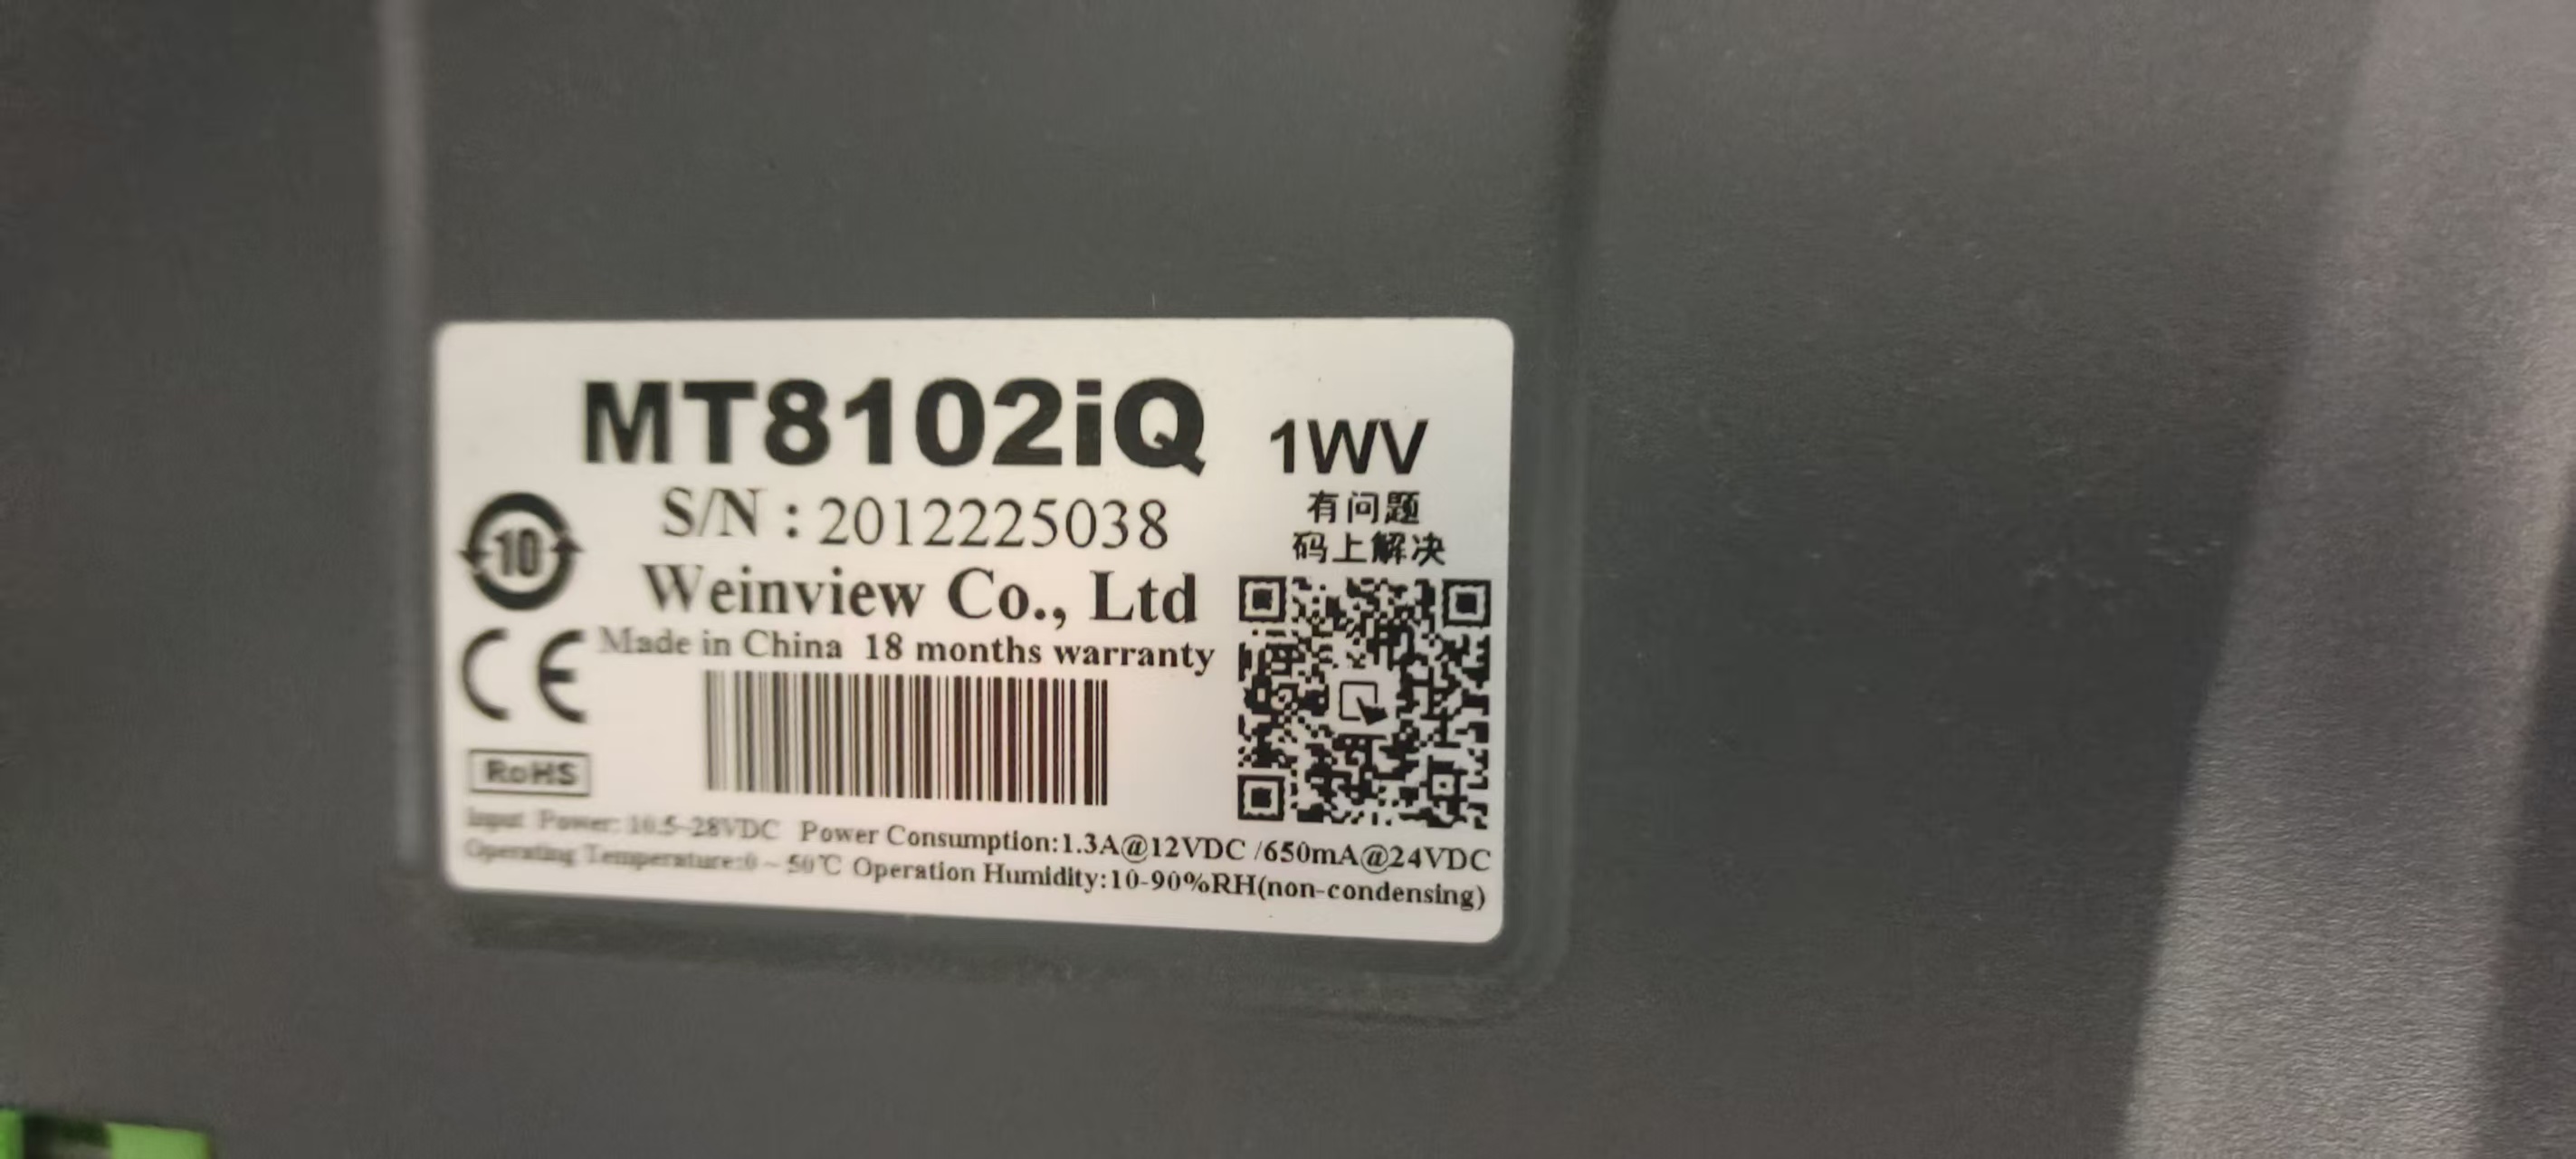 MT8102iQ 1WV
S/N : 2012225038
有问题
码上解决
10
Weinview Co., Ltd
CE
Made in China 18 months warranty
RoHS
Input Power: 10.5~28VDC Power Consumption:1.3A@12VDC /650mA@24VDC
Operating Temperature:0 ~ 50℃ Operation Humidity:10-90%RH(non-condensing)